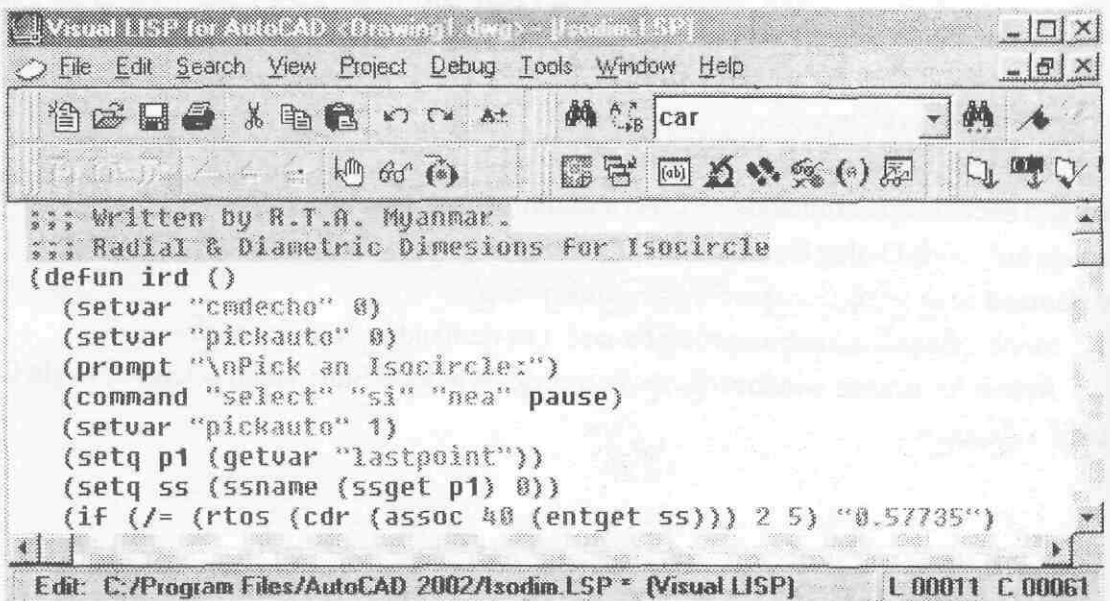 Visual LISP for AutoCAD <Drawing1.dwg> - [Isodim.LSP]
File Edit Search View Project Debug Tools Window Help
car
;;; Written by R.T.A. Myanmar.
;;; Radial & Diametric Dimesions For Isocircle
(defun ird ()
(setvar "cmdecho" 0)
(setvar "pickauto" 0)
(prompt "\nPick an Isocircle:")
(command "select" "si" "nea" pause)
(setvar "pickauto" 1)
(setq p1 (getvar "lastpoint"))
(setq ss (ssname (ssget p1) 0))
(if (/= (rtos (cdr (assoc 40 (entget ss))) 2 5) "0.57735")
Edit: C:/Program Files/AutoCAD 2002/Isodim.LSP * [Visual LISP] L 00011 C 00061